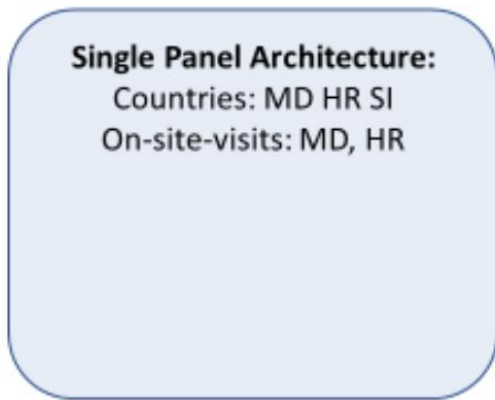 Single Panel Architecture:
Countries: MD HR SI
On-site-visits: MD, HR